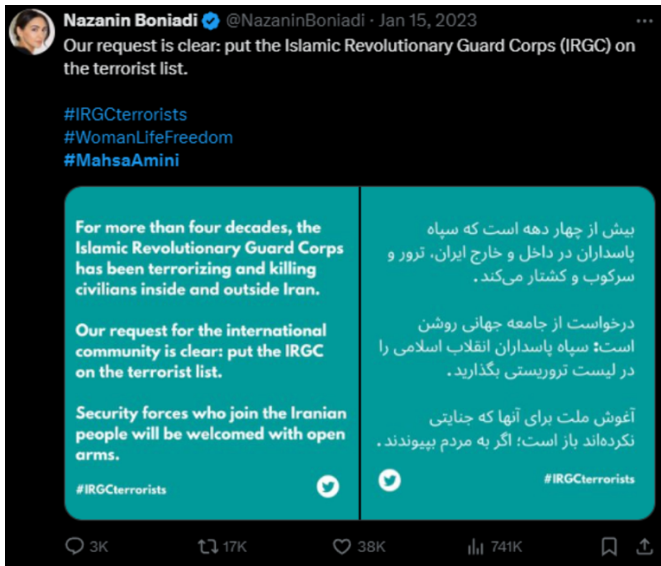 Nazanin Boniadi @NazaninBoniadi · Jan 15, 2023
Our request is clear: put the Islamic Revolutionary Guard Corps (IRGC) on
the terrorist list.
#IRGCterrorists
#WomanLifeFreedom
#MahsaAmini
For more than four decades, the
Islamic Revolutionary Guard Corps
has been terrorizing and killing
civilians inside and outside Iran.
Our request for the international
community is clear: put the IRGC
on the terrorist list.
Security forces who join the Iranian
people will be welcomed with open
arms.
#IRGCterrorists
بیش از چهار دهه است که سپاه
پاسداران در داخل و خارج ایران، ترور و
سرکوب و کشتار می‌کند.
درخواست از جامعه جهانی روشن
است: سپاه پاسداران انقلاب اسلامی را
در لیست تروریستی بگذارید.
آغوش ملت برای آنها که جنایتی
نکرده‌اند باز است؛ اگر به مردم بپیوندند.
#IRGCterrorists
3K 17K 38K 741K